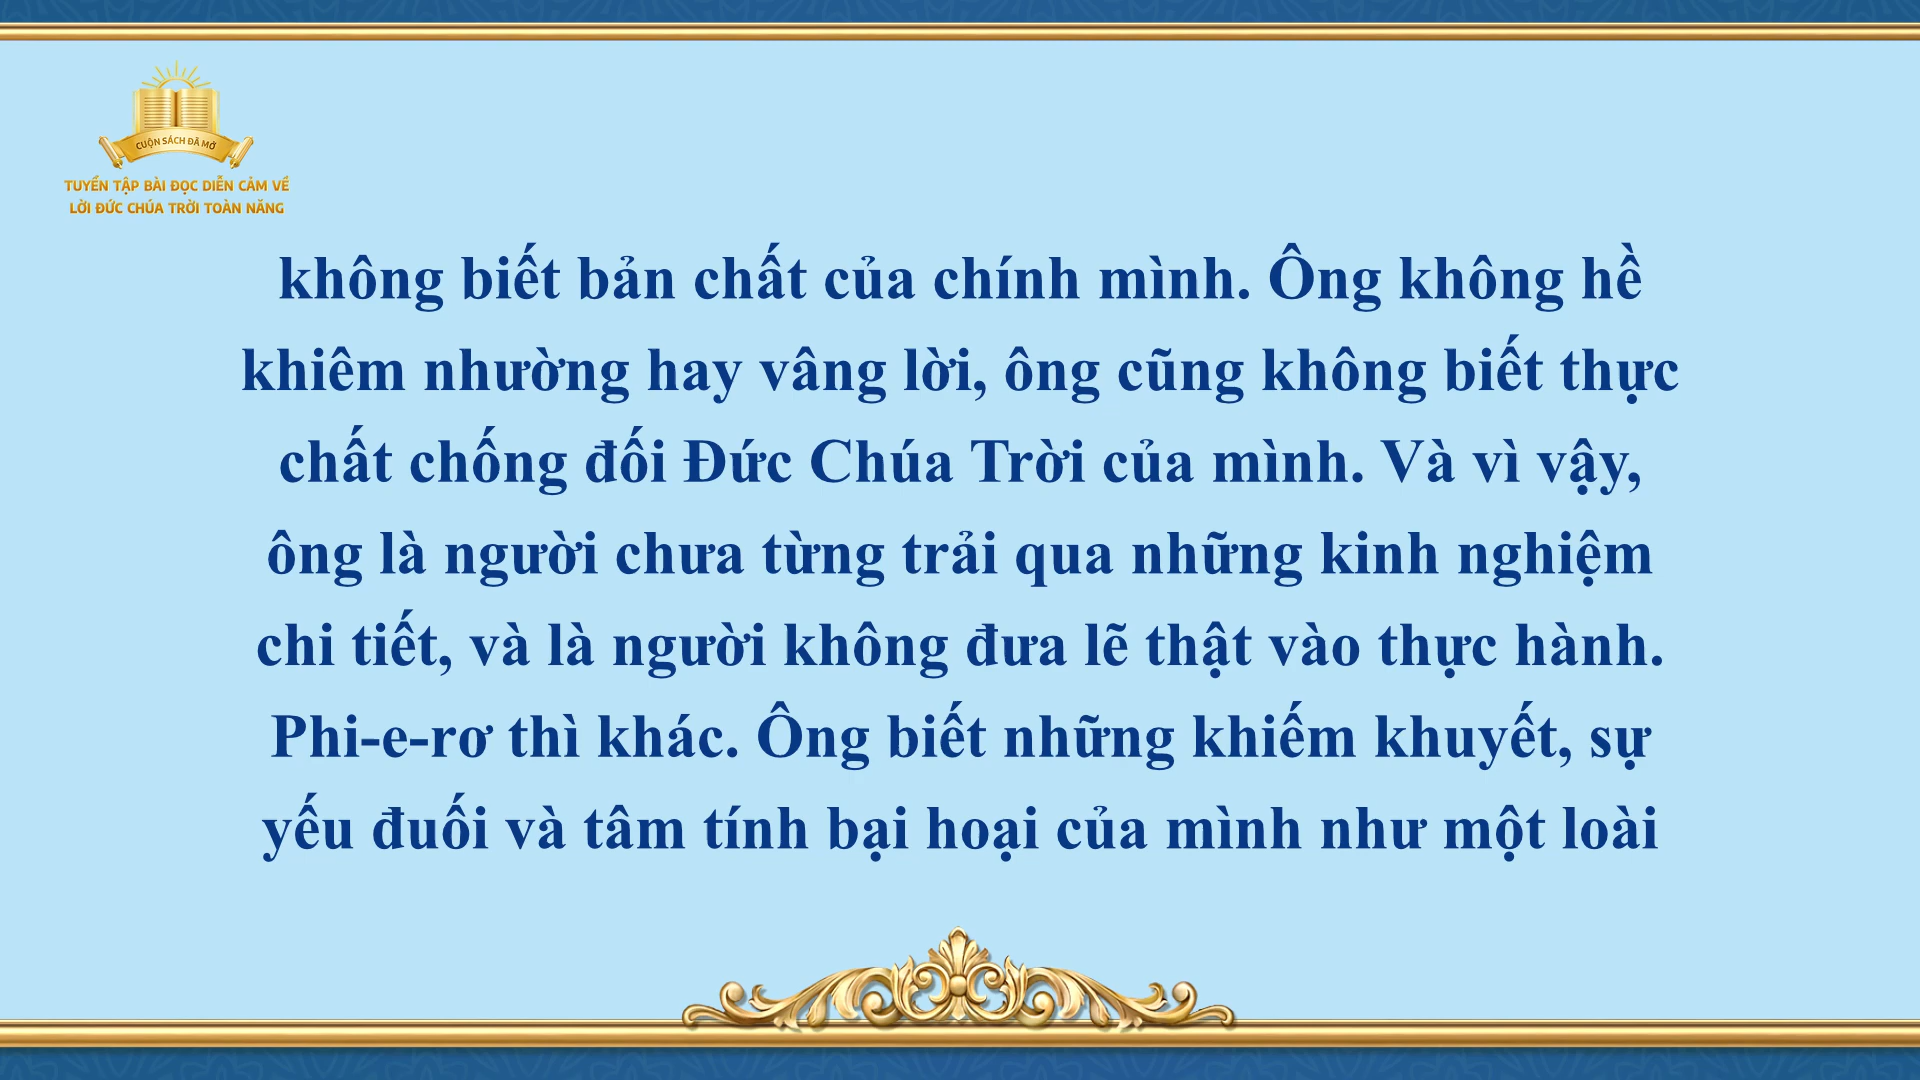 CUỘN SÁCH ĐÃ MỞ
TUYỂN TẬP BÀI ĐỌC DIỄN CẢM VỀ
LỜI ĐỨC CHÚA TRỜI TOÀN NĂNG
không biết bản chất của chính mình. Ông không hề
khiêm nhường hay vâng lời, ông cũng không biết thực
chất chống đối Đức Chúa Trời của mình. Và vì vậy,
ông là người chưa từng trải qua những kinh nghiệm
chi tiết, và là người không đưa lẽ thật vào thực hành.
Phi-e-rơ thì khác. Ông biết những khiếm khuyết, sự
yếu đuối và tâm tính bại hoại của mình như một loài